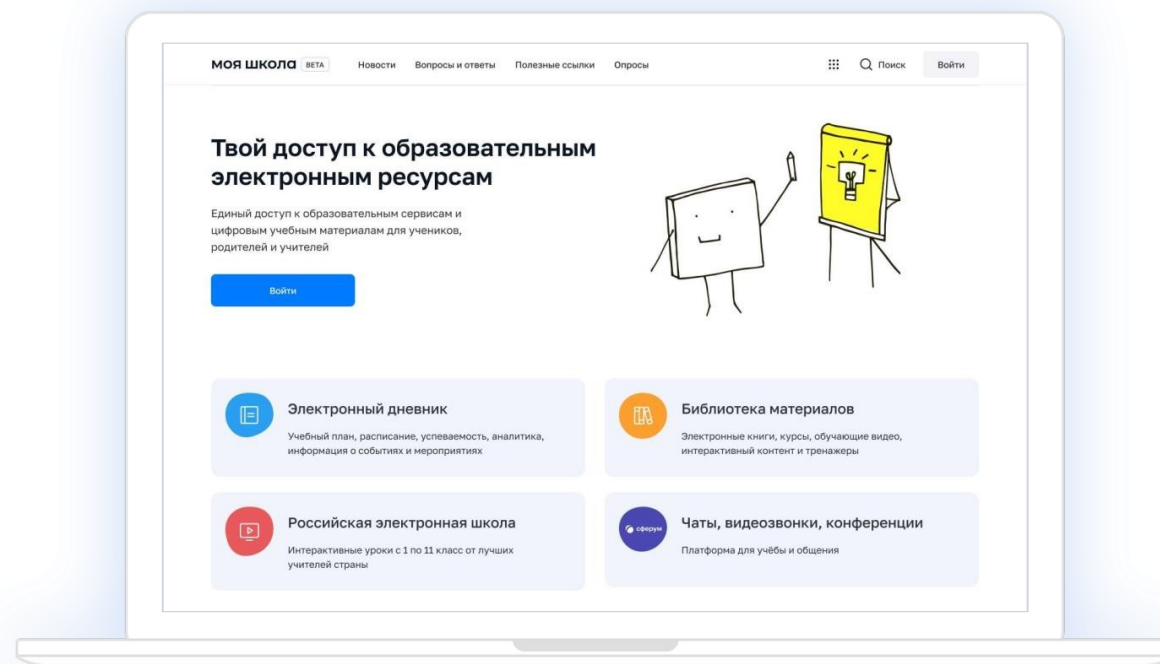 МОЯ ШКОЛА BETA Новости Вопросы и ответы Полезные ссылки Опросы Поиск Войти
Твой доступ к образовательным
электронным ресурсам
Единый доступ к образовательным сервисам и
цифровым учебным материалам для учеников,
родителей и учителей
Войти
Электронный дневник
Учебный план, расписание, успеваемость, аналитика,
информация о событиях и мероприятиях
Библиотека материалов
Электронные книги, курсы, обучающие видео,
интерактивный контент и тренажеры
Российская электронная школа
Интерактивные уроки с 1 по 11 класс от лучших
учителей страны
сферум
Чаты, видеозвонки, конференции
Платформа для учёбы и общения